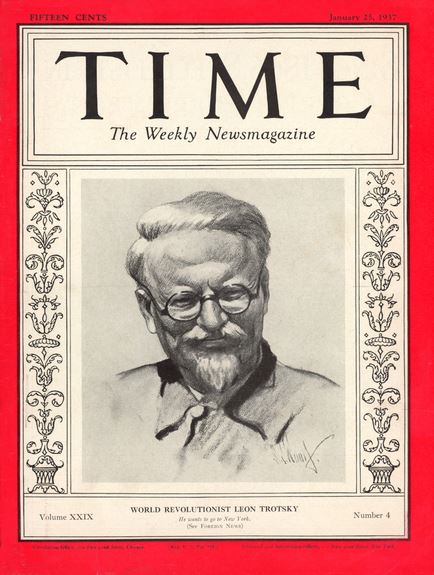 FIFTEEN CENTS January 25, 1937
TIME
The Weekly Newsmagazine
WORLD REVOLUTIONIST LEON TROTSKY
Volume XXIX He wants to go to New York. Number 4
(See FOREIGN NEWS)